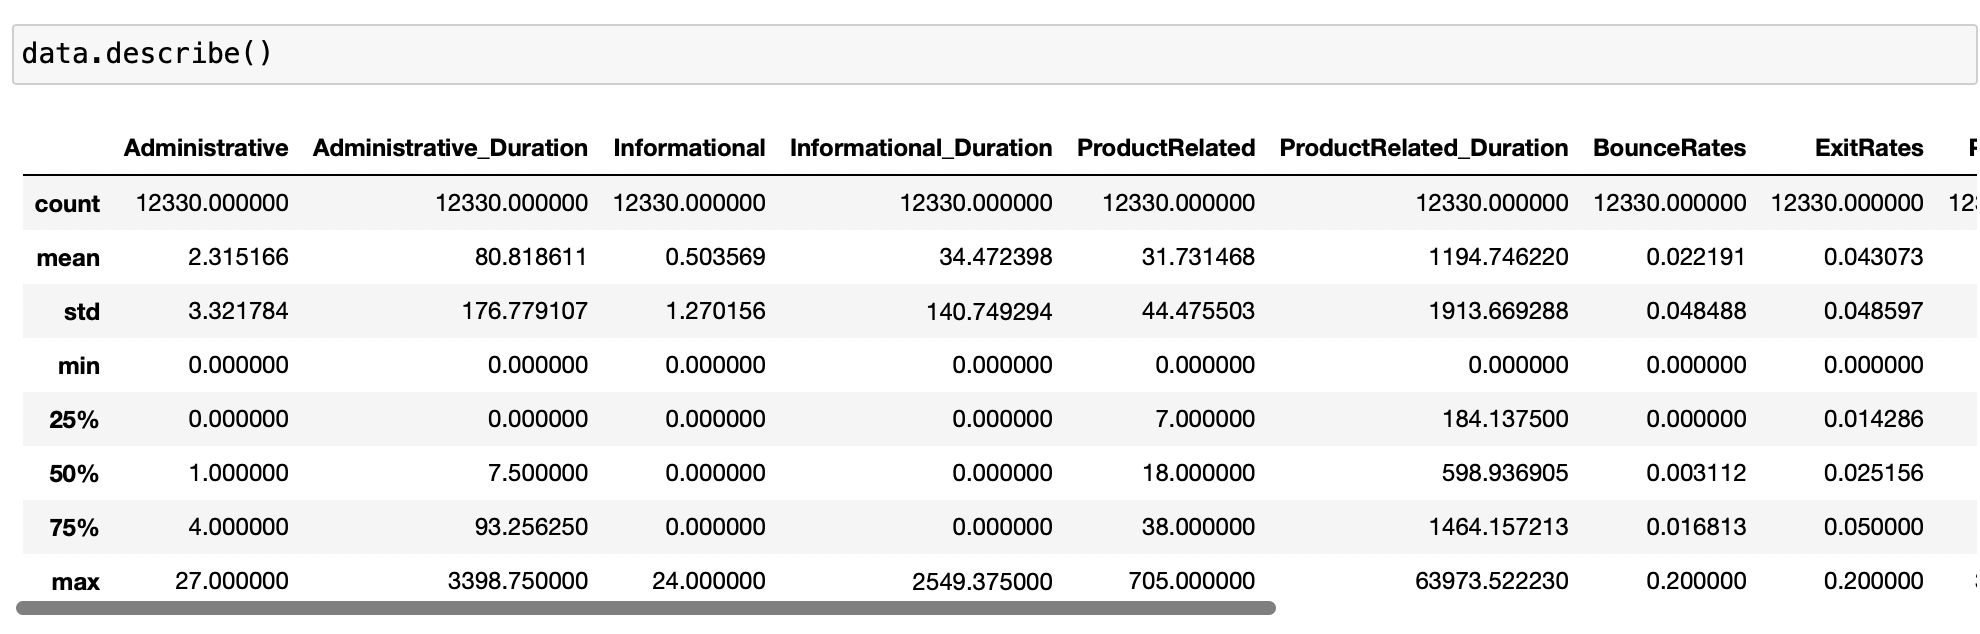 data.describe()
Administrative Administrative_Duration Informational Informational_Duration ProductRelated ProductRelated_Duration BounceRates ExitRates
count 12330.000000 12330.000000 12330.000000 12330.000000 12330.000000 12330.000000 12330.000000 12330.000000
mean 2.315166 80.818611 0.503569 34.472398 31.731468 1194.746220 0.022191 0.043073
std 3.321784 176.779107 1.270156 140.749294 44.475503 1913.669288 0.048488 0.048597
min 0.000000 0.000000 0.000000 0.000000 0.000000 0.000000 0.000000 0.000000
25% 0.000000 0.000000 0.000000 0.000000 7.000000 184.137500 0.000000 0.014286
50% 1.000000 7.500000 0.000000 0.000000 18.000000 598.936905 0.003112 0.025156
75% 4.000000 93.256250 0.000000 0.000000 38.000000 1464.157213 0.016813 0.050000
max 27.000000 3398.750000 24.000000 2549.375000 705.000000 63973.522230 0.200000 0.200000